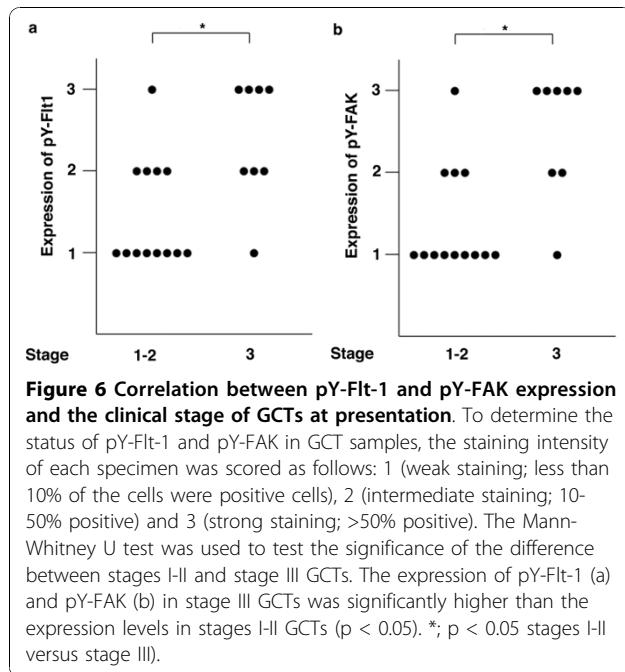 a
*
Expression of pY-Flt1
3
2
1
Stage
1-2
3
b
*
Expression of pY-FAK
3
2
1
Stage
1-2
3
Figure 6 Correlation between pY-Flt-1 and pY-FAK expression
and the clinical stage of GCTs at presentation. To determine the
status of pY-Flt-1 and pY-FAK in GCT samples, the staining intensity
of each specimen was scored as follows: 1 (weak staining; less than
10% of the cells were positive cells), 2 (intermediate staining; 10-
50% positive) and 3 (strong staining; >50% positive). The Mann-
Whitney U test was used to test the significance of the difference
between stages I-II and stage III GCTs. The expression of pY-Flt-1 (a)
and pY-FAK (b) in stage III GCTs was significantly higher than the
expression levels in stages I-II GCTs (p < 0.05). *; p < 0.05 stages I-II
versus stage III).